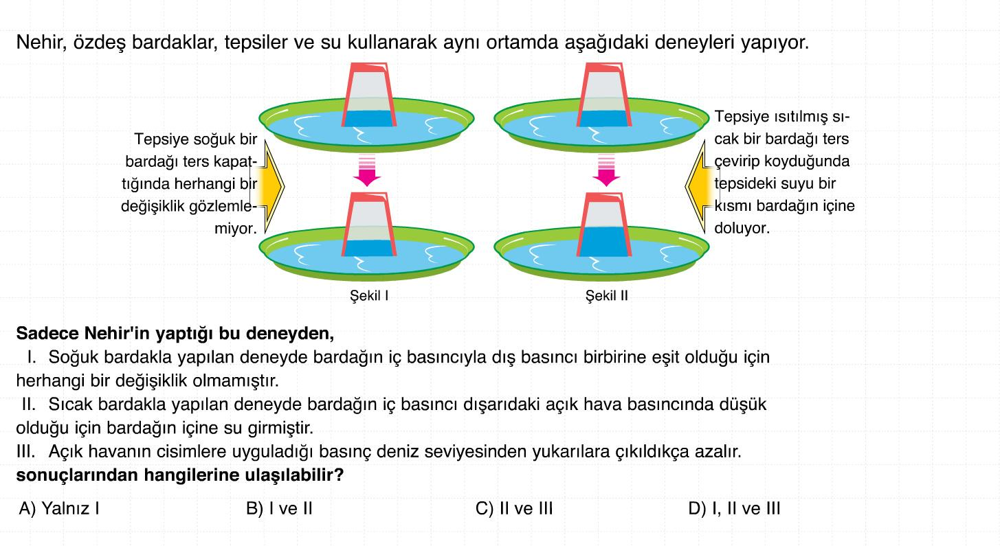 Nehir, özdeş bardaklar, tepsiler ve su kullanarak aynı ortamda aşağıdaki deneyleri yapıyor.
Tepsiye soğuk bir
bardağı ters kapat-
tığında herhangi bir
değişiklik gözlemle-
miyor.
Tepsiye ısıtılmış sı-
cak bir bardağı ters
çevirip koyduğunda
tepsideki suyu bir
kısmı bardağın içine
doluyor.
Şekil I
Şekil II
Sadece Nehir'in yaptığı bu deneyden,
I. Soğuk bardakla yapılan deneyde bardağın iç basıncıyla dış basıncı birbirine eşit olduğu için
herhangi bir değişiklik olmamıştır.
II. Sıcak bardakla yapılan deneyde bardağın iç basıncı dışarıdaki açık hava basıncında düşük
olduğu için bardağın içine su girmiştir.
III. Açık havanın cisimlere uyguladığı basınç deniz seviyesinden yukarılara çıkıldıkça azalır.
sonuçlarından hangilerine ulaşılabilir?
A) Yalnız I
B) I ve II
C) II ve III
D) I, II ve III